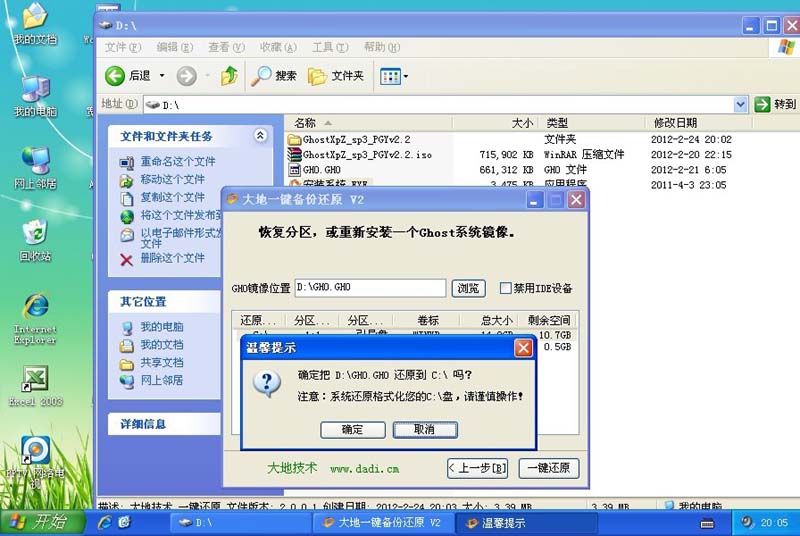 我的文档
我的电脑
网上邻居
回收站
Internet
Explorer
Excel 2003
PPTV 网络电
视
D:\
文件(F) 编辑(E) 查看(V) 收藏(A) 工具(T) 帮助(H)
后退 搜索 文件夹
地址(D) D:\ 转到
文件和文件夹任务
重命名这个文件
移动这个文件
复制这个文件
将这个文件发布到
以电子邮件形式发
文件
删除这个文件
其它位置
我的电脑
我的文档
共享文档
网上邻居
详细信息
名称 大小 类型 修改日期
GhostXpZ_sp3_PGYv2.2 文件夹 2012-2-24 20:02
GhostXpZ_sp3_PGYv2.2.iso 715,902 KB WinRAR 压缩文件 2012-2-20 22:15
GHO.GHO 661,312 KB GHO 文件 2012-2-21 6:05
安装系统.EXE 3,475 KB 应用程序 2011-4-3 23:05
大地一键备份还原 V2
恢复分区，或重新安装一个Ghost系统镜像。
GHO镜像位置 D:\GHO.GHO 浏览 禁用IDE设备
还原... 分区... 分区... 卷标 总大小 剩余空间
10.7GB
0.5GB
温馨提示
确定把 D:\GHO.GHO 还原到 C:\ 吗?
注意：系统还原格式化您的C:\盘，请谨慎操作!
确定 取消
大地技术 www.dadi.cm
<上一步[B] 一键还原
描述: 大地技术 一键还原 文件版本: 2.0.0.1 创建日期: 2012-2-24 20:03 大小: 3.39 MB 3.39 MB 我的电脑
开始 D:\ 大地一键备份还原 V2 温馨提示 20:05